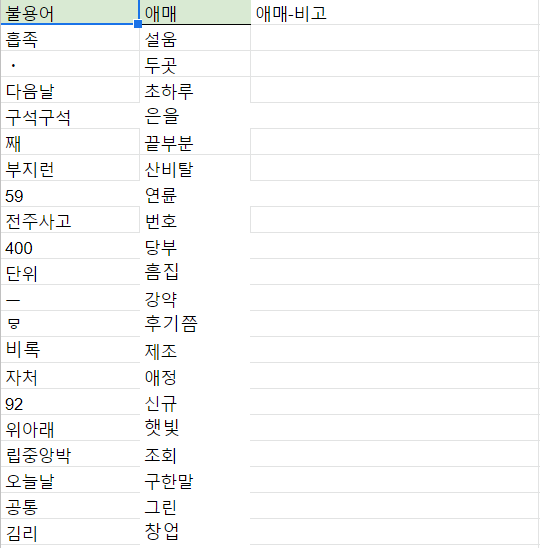 불용어 애매 애매-비고
흡족 설움
· 두곳
다음날 초하루
구석구석 은을
째 끝부분
부지런 산비탈
59 연륜
전주사고 번호
400 당부
단위 흠집
ㅡ 강약
후기쯤
비록 제조
자처 애정
92 신규
위아래 햇빛
립중앙박 조회
오늘날 구한말
공통 그린
김리 창업